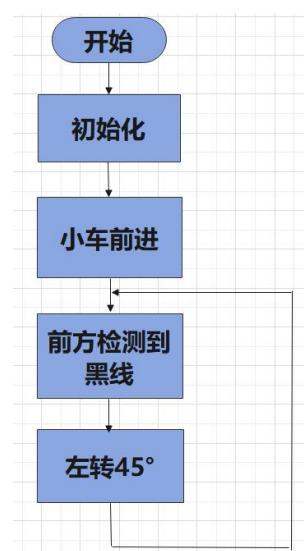 开始
初始化
小车前进
前方检测到
黑线
左转45°